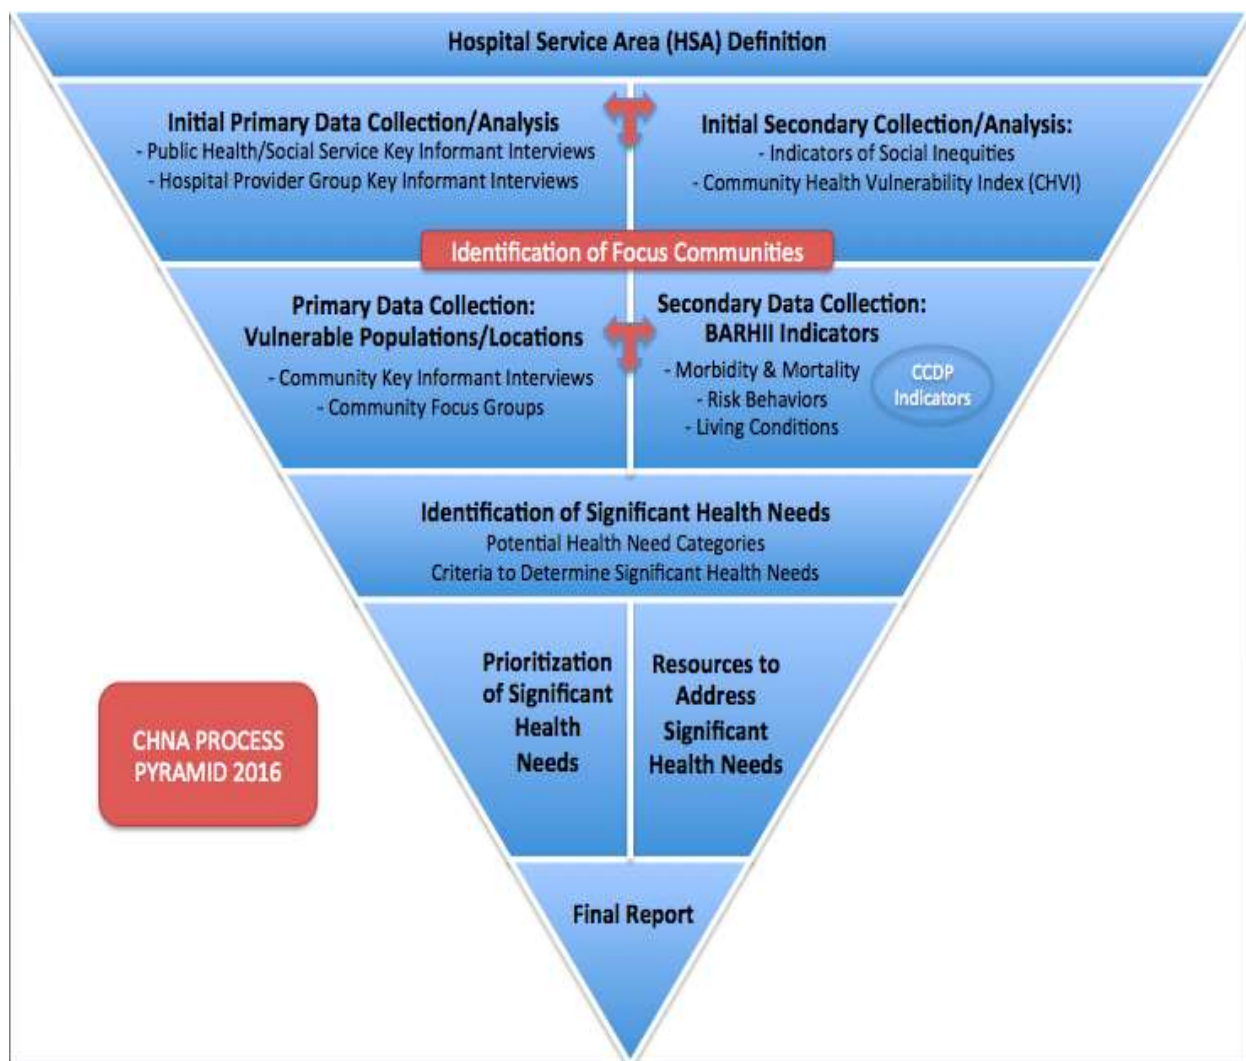 Hospital Service Area (HSA) Definition
Initial Primary Data Collection/Analysis
- Public Health/Social Service Key Informant Interviews
- Hospital Provider Group Key Informant Interviews
Initial Secondary Collection/Analysis:
- Indicators of Social Inequities
- Community Health Vulnerability Index (CHVI)
Identification of Focus Communities
Primary Data Collection:
Vulnerable Populations/Locations
- Community Key Informant Interviews
- Community Focus Groups
Secondary Data Collection:
BARHII Indicators
- Morbidity & Mortality
- Risk Behaviors
- Living Conditions
CCDP
Indicators
Identification of Significant Health Needs
Potential Health Need Categories
Criteria to Determine Significant Health Needs
Prioritization
of Significant
Health
Needs
Resources to
Address
Significant
Health Needs
CHNA PROCESS
PYRAMID 2016
Final Report